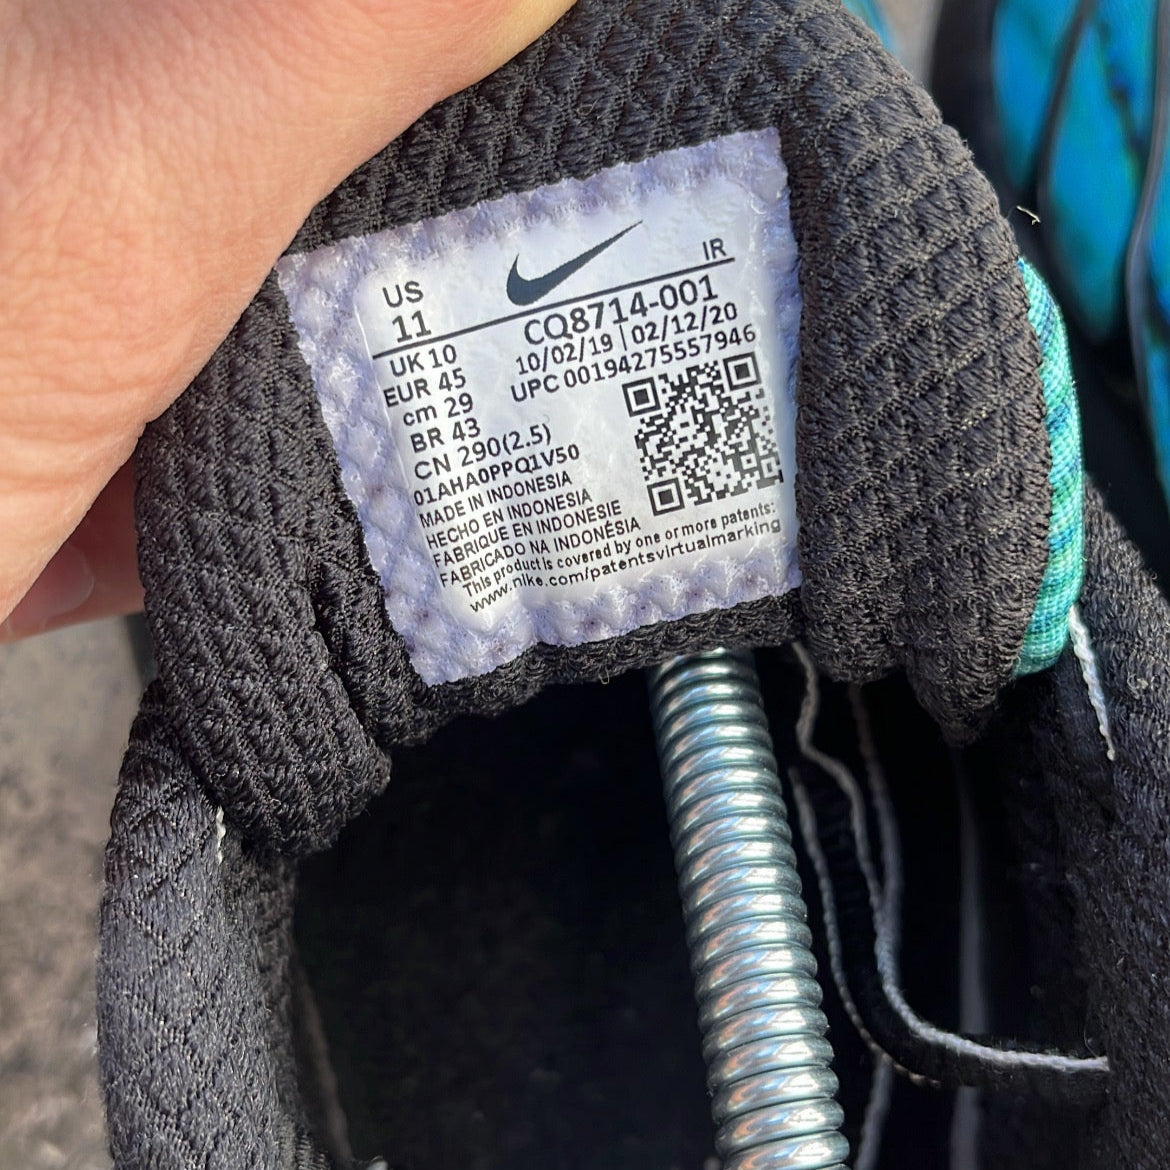 US
11
IR
CQ8714-001
UK 10
10/02/19 | 02/12/20
EUR 45
UPC 00194275557946
cm 29
BR 43
CN 290(2.5)
01AHA0PPQ1V50
MADE IN INDONESIA
HECHO EN INDONESIA
FABRIQUE EN INDONESIE
FABRICADO NA INDONÉSIA
This product is covered by one or more patents:
www.nike.com/patentsvirtualmarking